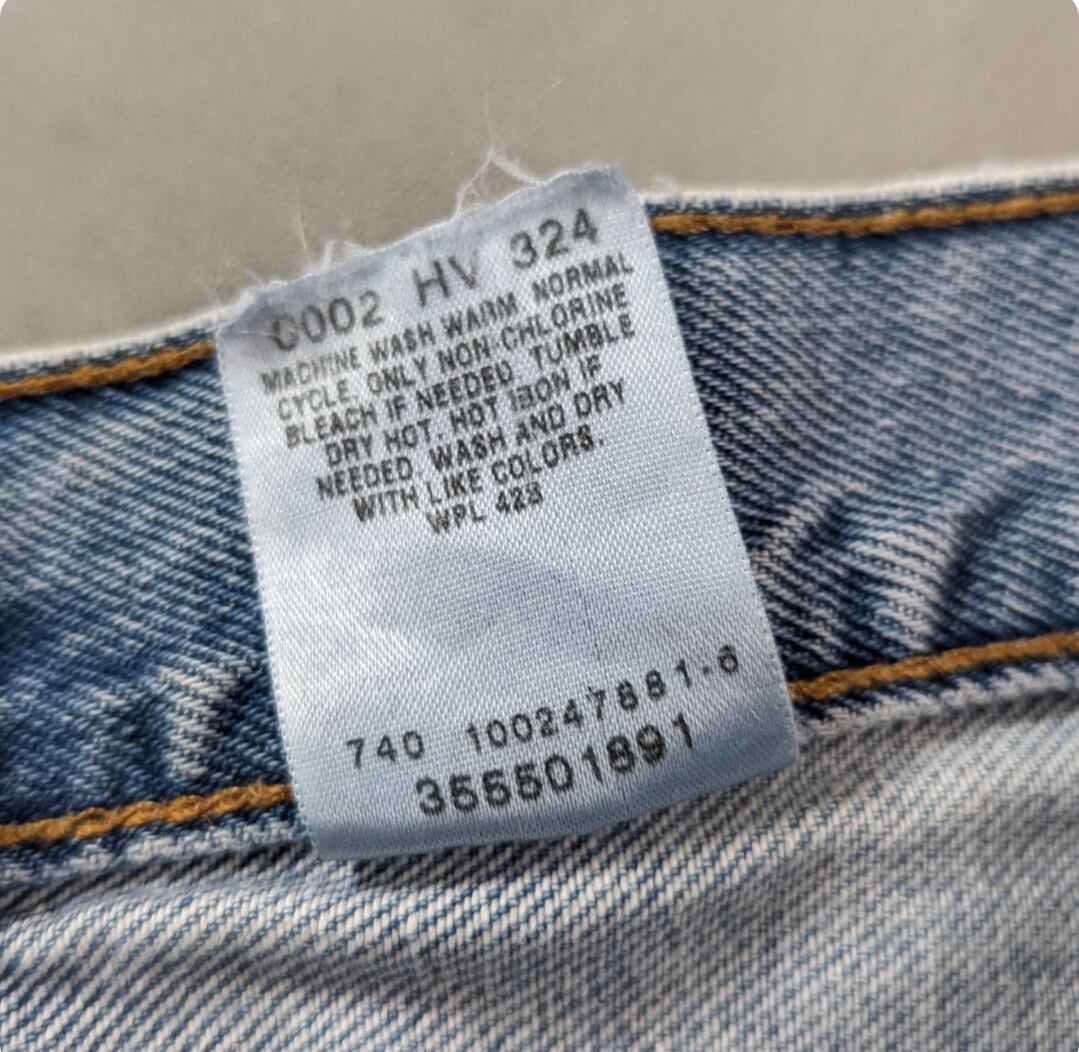 0002 HV 324
MACHINE WASH WARM NORMAL
CYCLE. ONLY NON-CHLORINE
BLEACH IF NEEDED. TUMBLE
DRY HOT. HOT IRON IF
NEEDED. WASH AND DRY
WITH LIKE COLORS.
WPL 423
740 100247881-6
355501891